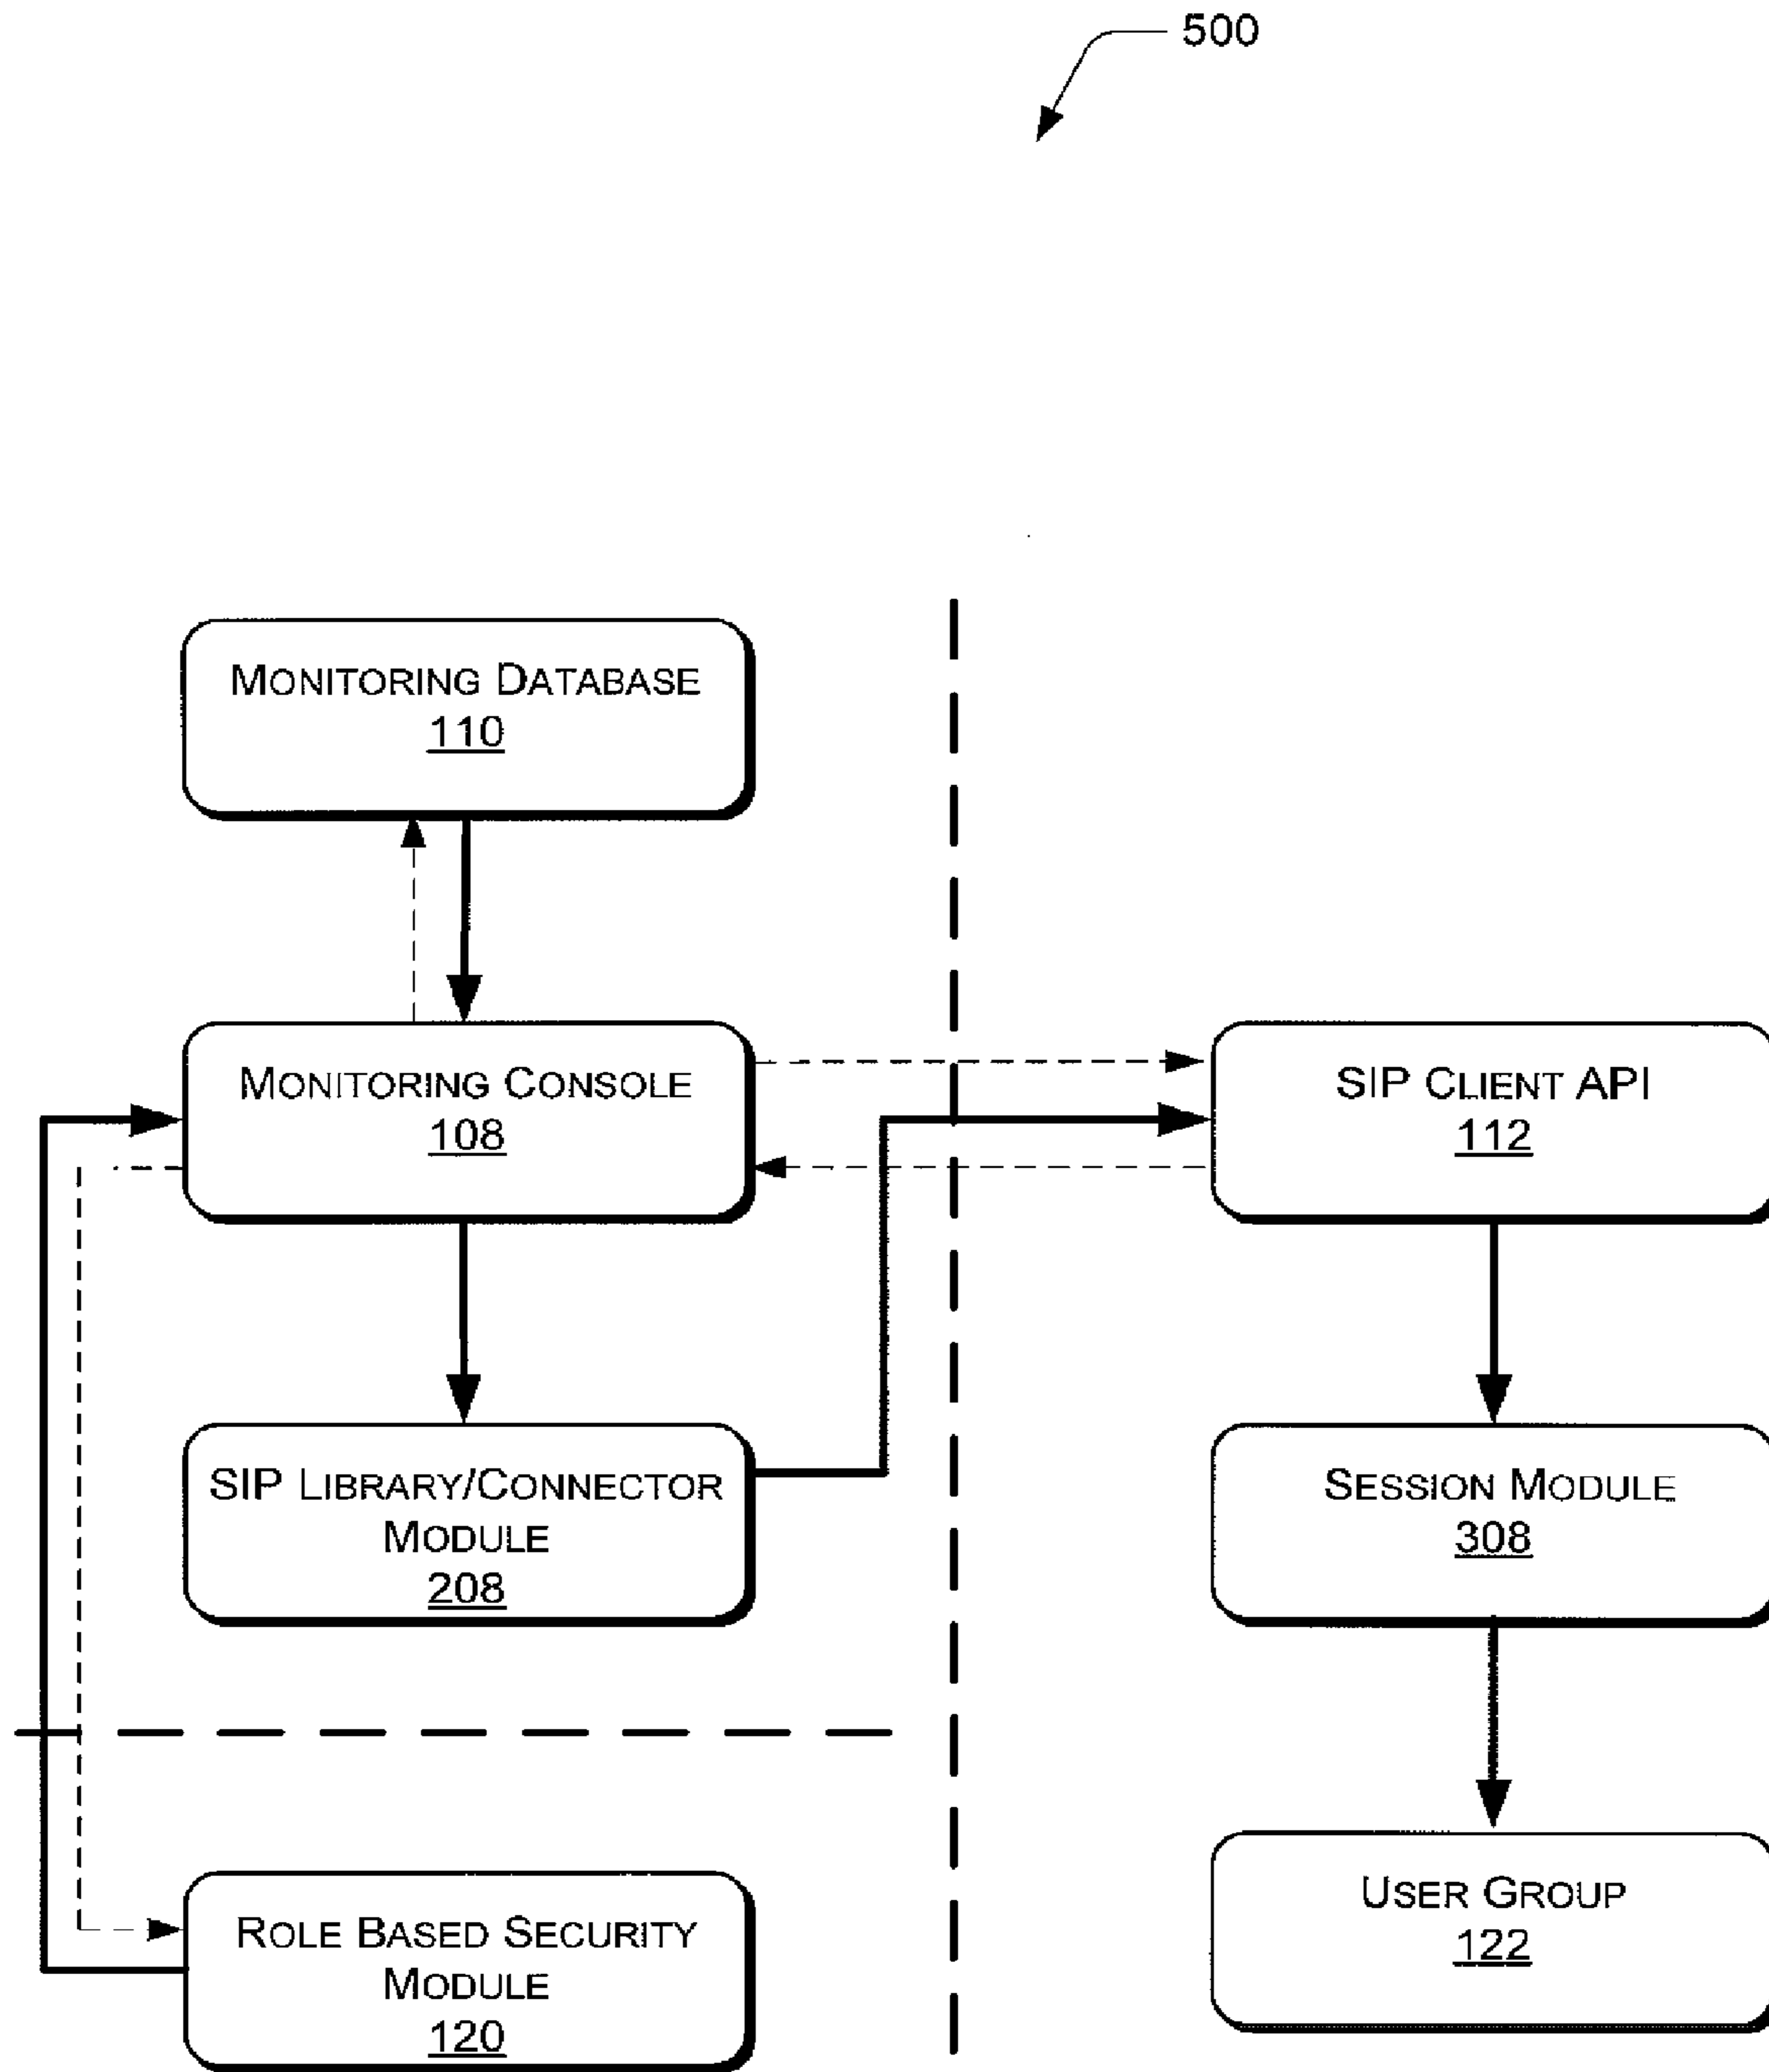 500
MONITORING DATABASE
110
MONITORING CONSOLE
108
SIP CLIENT API
112
SIP LIBRARY/CONNECTOR
MODULE
208
SESSION MODULE
308
ROLE BASED SECURITY
MODULE
120
USER GROUP
122